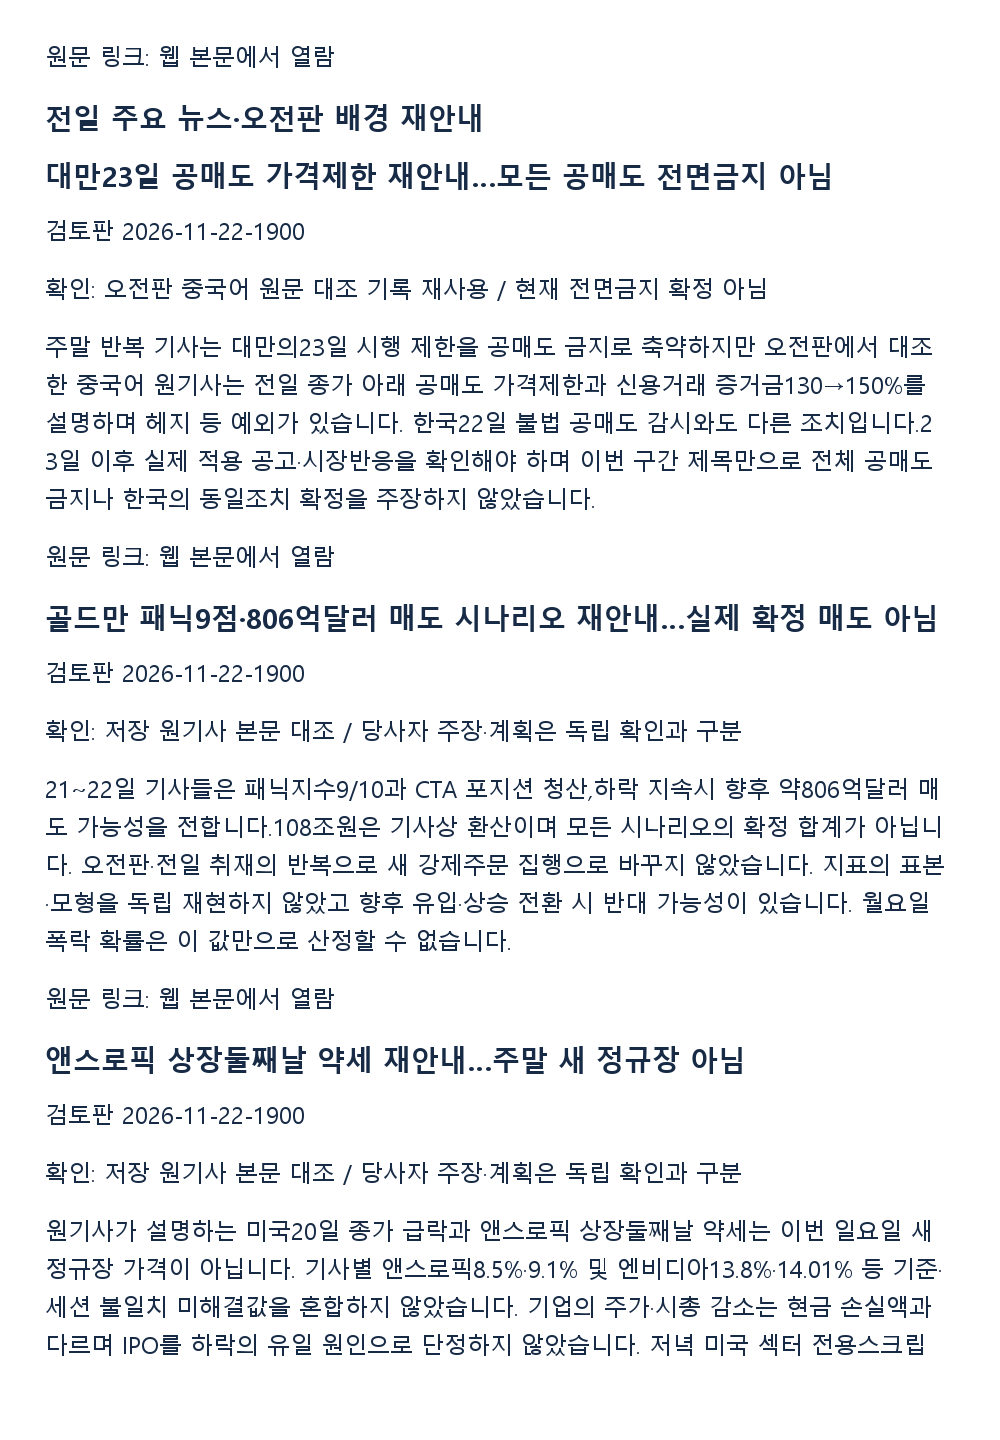 원문 링크: 웹 본문에서 열람
전일 주요 뉴스·오전판 배경 재안내
대만23일 공매도 가격제한 재안내...모든 공매도 전면금지 아님
검토판 2026-11-22-1900
확인: 오전판 중국어 원문 대조 기록 재사용 / 현재 전면금지 확정 아님
주말 반복 기사는 대만의23일 시행 제한을 공매도 금지로 축약하지만 오전판에서 대조
한 중국어 원기사는 전일 종가 아래 공매도 가격제한과 신용거래 증거금130→150%를
설명하며 헤지 등 예외가 있습니다. 한국22일 불법 공매도 감시와도 다른 조치입니다.2
3일 이후 실제 적용 공고·시장반응을 확인해야 하며 이번 구간 제목만으로 전체 공매도
금지나 한국의 동일조치 확정을 주장하지 않았습니다.
원문 링크: 웹 본문에서 열람
골드만 패닉9점·806억달러 매도 시나리오 재안내...실제 확정 매도 아님
검토판 2026-11-22-1900
확인: 저장 원기사 본문 대조 / 당사자 주장·계획은 독립 확인과 구분
21~22일 기사들은 패닉지수9/10과 CTA 포지션 청산,하락 지속시 향후 약806억달러 매
도 가능성을 전합니다.108조원은 기사상 환산이며 모든 시나리오의 확정 합계가 아닙니
다. 오전판·전일 취재의 반복으로 새 강제주문 집행으로 바꾸지 않았습니다. 지표의 표본
·모형을 독립 재현하지 않았고 향후 유입·상승 전환 시 반대 가능성이 있습니다. 월요일
폭락 확률은 이 값만으로 산정할 수 없습니다.
원문 링크: 웹 본문에서 열람
앤스로픽 상장둘째날 약세 재안내...주말 새 정규장 아님
검토판 2026-11-22-1900
확인: 저장 원기사 본문 대조 / 당사자 주장·계획은 독립 확인과 구분
원기사가 설명하는 미국20일 종가 급락과 앤스로픽 상장둘째날 약세는 이번 일요일 새
정규장 가격이 아닙니다. 기사별 앤스로픽8.5%·9.1% 및 엔비디아13.8%·14.01% 등 기준·
세션 불일치 미해결값을 혼합하지 않았습니다. 기업의 주가·시총 감소는 현금 손실액과
다르며 IPO를 하락의 유일 원인으로 단정하지 않았습니다. 저녁 미국 섹터 전용스크립